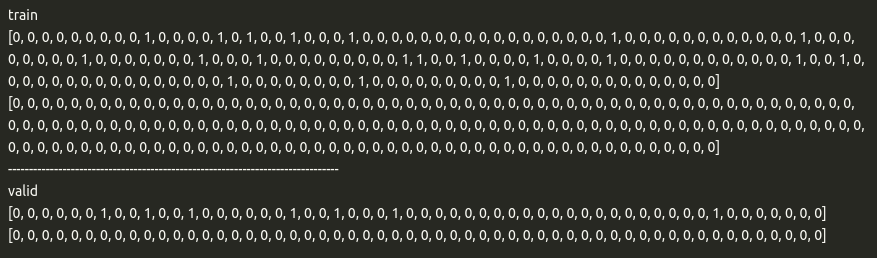 train
[0, 0, 0, 0, 0, 0, 0, 0, 0, 1, 0, 0, 0, 0, 1, 0, 1, 0, 0, 1, 0, 0, 0, 1, 0, 0, 0, 0, 0, 0, 0, 0, 0, 0, 0, 0, 0, 0, 0, 0, 0, 1, 0, 0, 0, 0, 0, 0, 0, 0, 0, 0, 0, 0, 1, 0, 0, 0,
0, 0, 0, 0, 0, 1, 0, 0, 0, 0, 0, 0, 0, 1, 0, 0, 0, 1, 0, 0, 0, 0, 0, 0, 0, 0, 0, 1, 1, 0, 0, 1, 0, 0, 0, 0, 1, 0, 0, 0, 0, 1, 0, 0, 0, 0, 0, 0, 0, 0, 0, 0, 0, 0, 1, 0, 0, 1, 0,
0, 0, 0, 0, 0, 0, 0, 0, 0, 0, 0, 0, 0, 0, 0, 1, 0, 0, 0, 0, 0, 0, 0, 0, 1, 0, 0, 0, 0, 0, 0, 0, 0, 0, 1, 0, 0, 0, 0, 0, 0, 0, 0, 0, 0, 0, 0, 0, 0]
[0, 0, 0, 0, 0, 0, 0, 0, 0, 0, 0, 0, 0, 0, 0, 0, 0, 0, 0, 0, 0, 0, 0, 0, 0, 0, 0, 0, 0, 0, 0, 0, 0, 0, 0, 0, 0, 0, 0, 0, 0, 0, 0, 0, 0, 0, 0, 0, 0, 0, 0, 0, 0, 0, 0, 0, 0, 0,
0, 0, 0, 0, 0, 0, 0, 0, 0, 0, 0, 0, 0, 0, 0, 0, 0, 0, 0, 0, 0, 0, 0, 0, 0, 0, 0, 0, 0, 0, 0, 0, 0, 0, 0, 0, 0, 0, 0, 0, 0, 0, 0, 0, 0, 0, 0, 0, 0, 0, 0, 0, 0, 0, 0, 0, 0, 0, 0,
0, 0, 0, 0, 0, 0, 0, 0, 0, 0, 0, 0, 0, 0, 0, 0, 0, 0, 0, 0, 0, 0, 0, 0, 0, 0, 0, 0, 0, 0, 0, 0, 0, 0, 0, 0, 0, 0, 0, 0, 0, 0, 0, 0, 0, 0, 0, 0, 0]
-------------------------------------------------------------------------------
valid
[0, 0, 0, 0, 0, 0, 1, 0, 0, 1, 0, 0, 1, 0, 0, 0, 0, 0, 0, 1, 0, 0, 1, 0, 0, 0, 1, 0, 0, 0, 0, 0, 0, 0, 0, 0, 0, 0, 0, 0, 0, 0, 0, 0, 0, 0, 0, 0, 1, 0, 0, 0, 0, 0, 0, 0]
[0, 0, 0, 0, 0, 0, 0, 0, 0, 0, 0, 0, 0, 0, 0, 0, 0, 0, 0, 0, 0, 0, 0, 0, 0, 0, 0, 0, 0, 0, 0, 0, 0, 0, 0, 0, 0, 0, 0, 0, 0, 0, 0, 0, 0, 0, 0, 0, 0, 0, 0, 0, 0, 0, 0, 0]